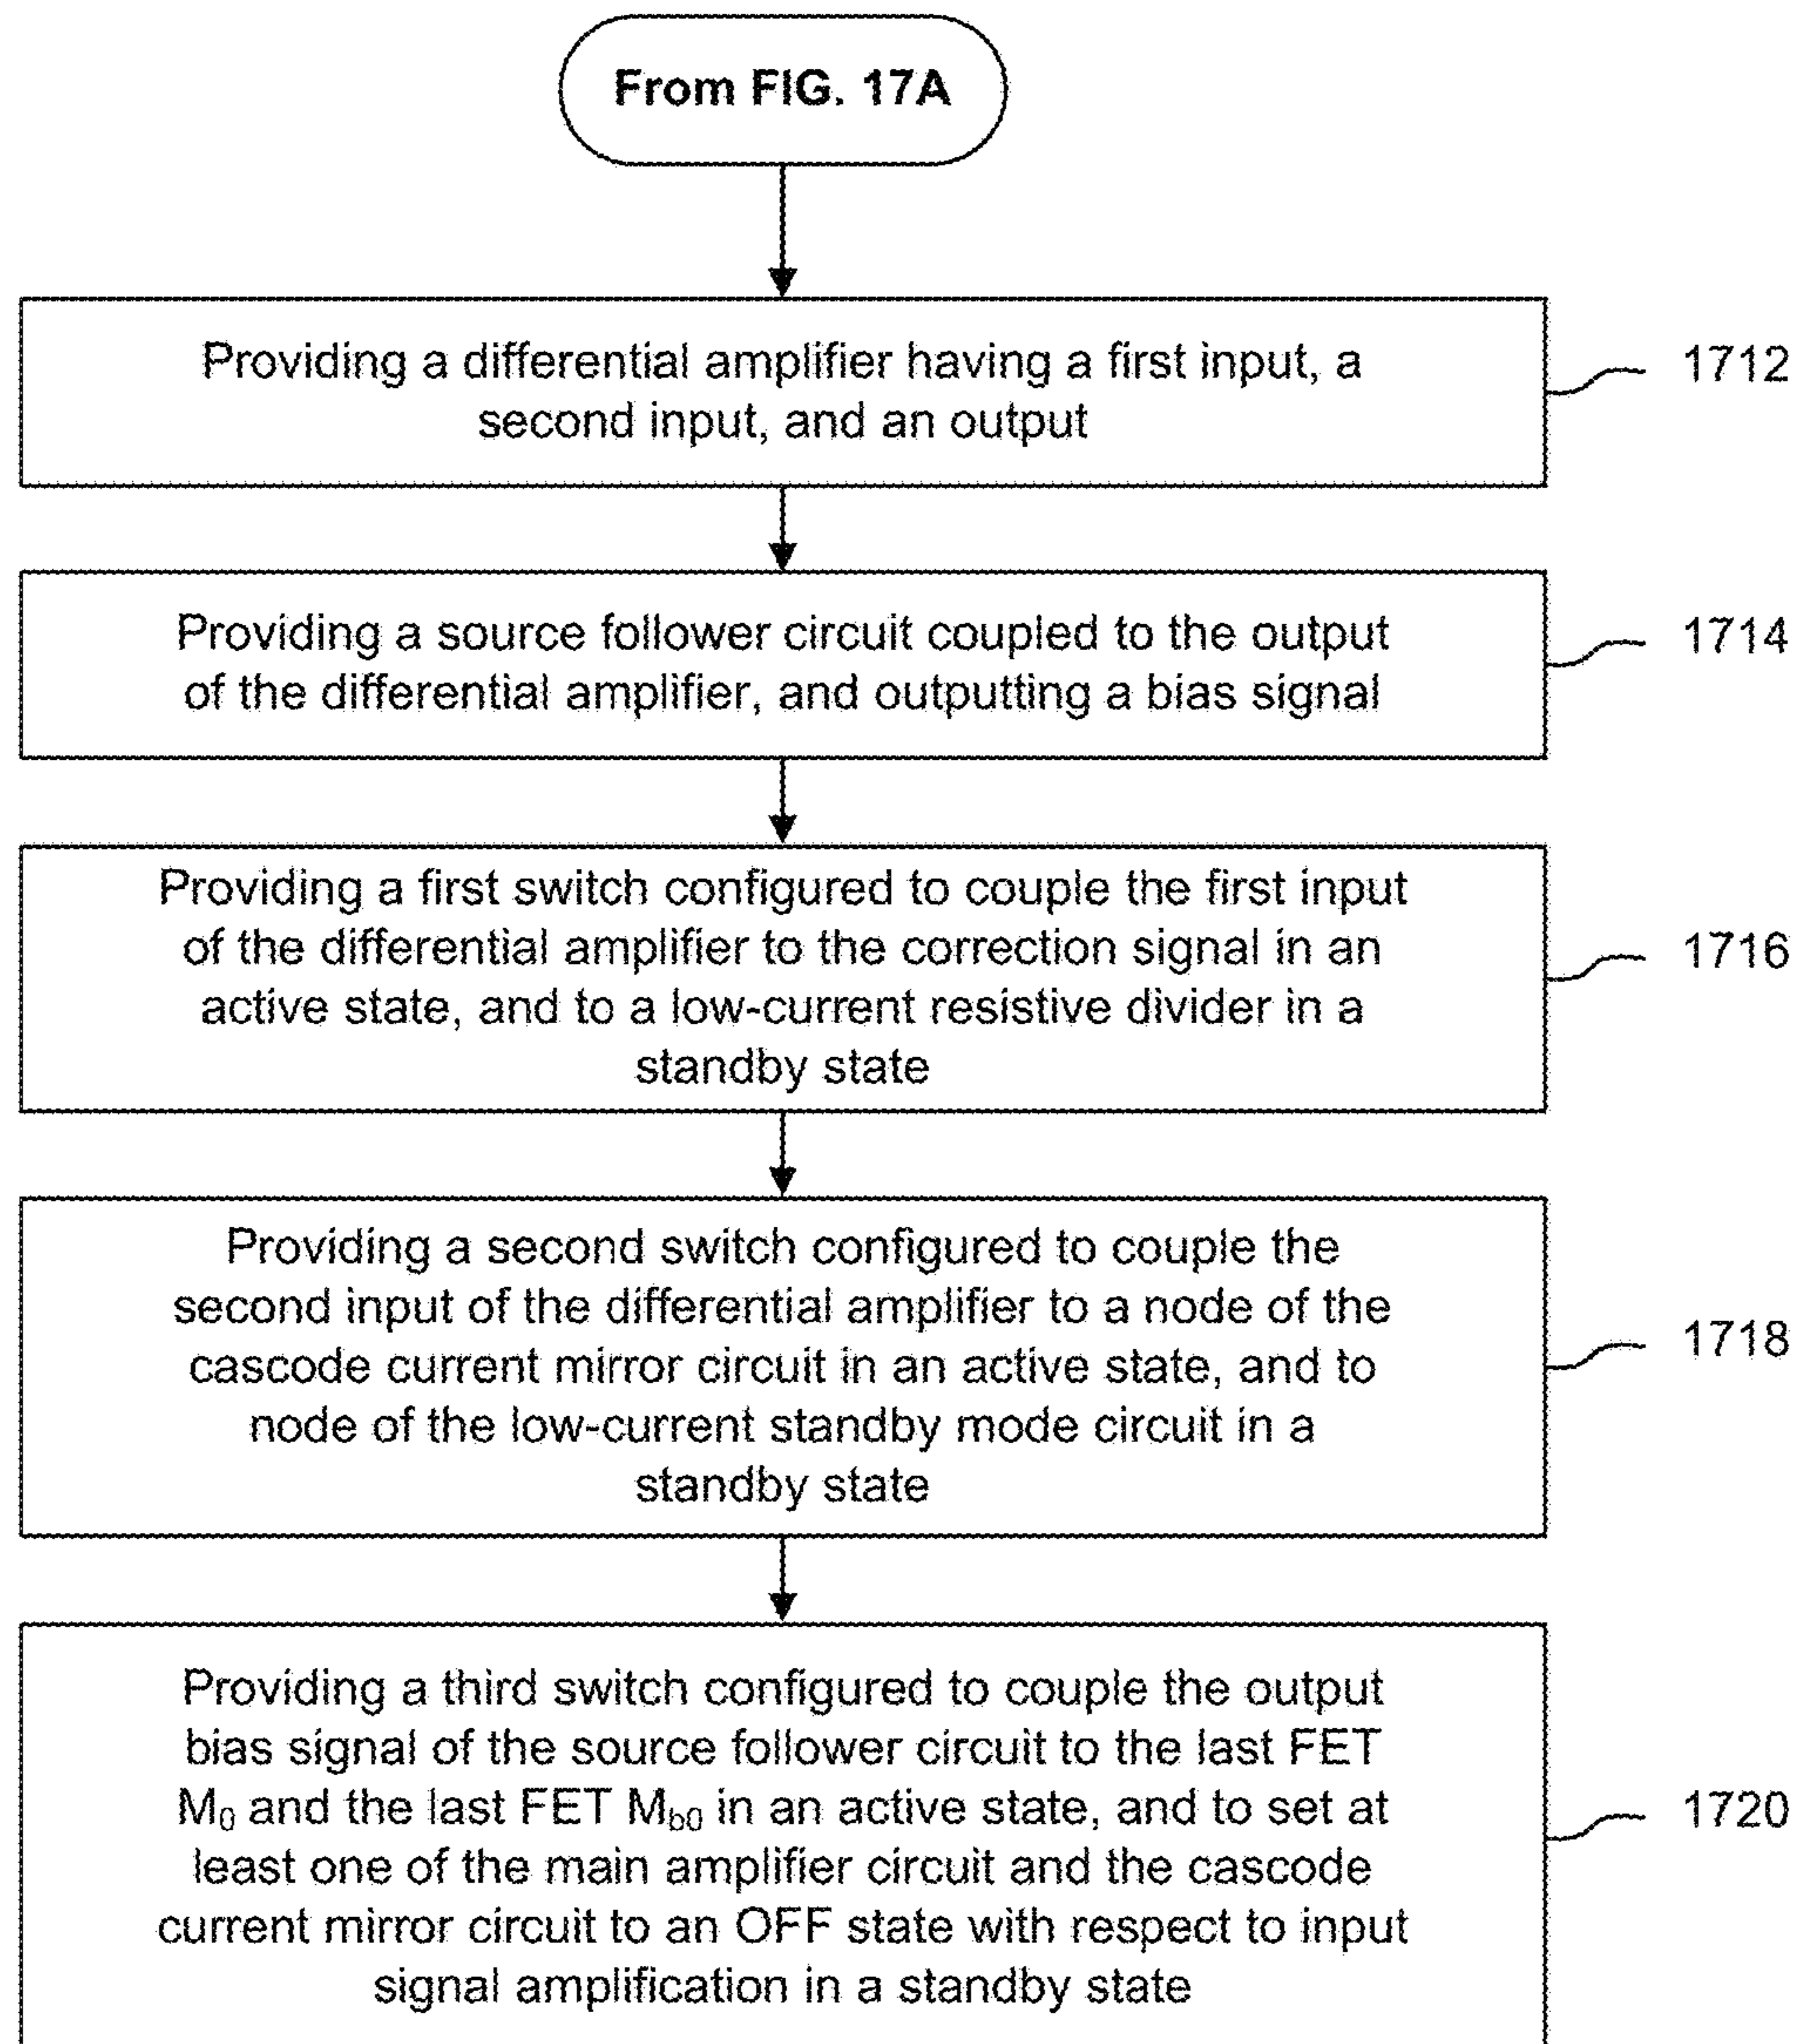 From FIG. 17A
Providing a differential amplifier having a first input, a
second input, and an output
1712
Providing a source follower circuit coupled to the output
of the differential amplifier, and outputting a bias signal
1714
Providing a first switch configured to couple the first input
of the differential amplifier to the correction signal in an
active state, and to a low-current resistive divider in a
standby state
1716
Providing a second switch configured to couple the
second input of the differential amplifier to a node of the
cascode current mirror circuit in an active state, and to
node of the low-current standby mode circuit in a
standby state
1718
Providing a third switch configured to couple the output
bias signal of the source follower circuit to the last FET
M₀ and the last FET M_b0 in an active state, and to set at
least one of the main amplifier circuit and the cascode
current mirror circuit to an OFF state with respect to input
signal amplification in a standby state
1720